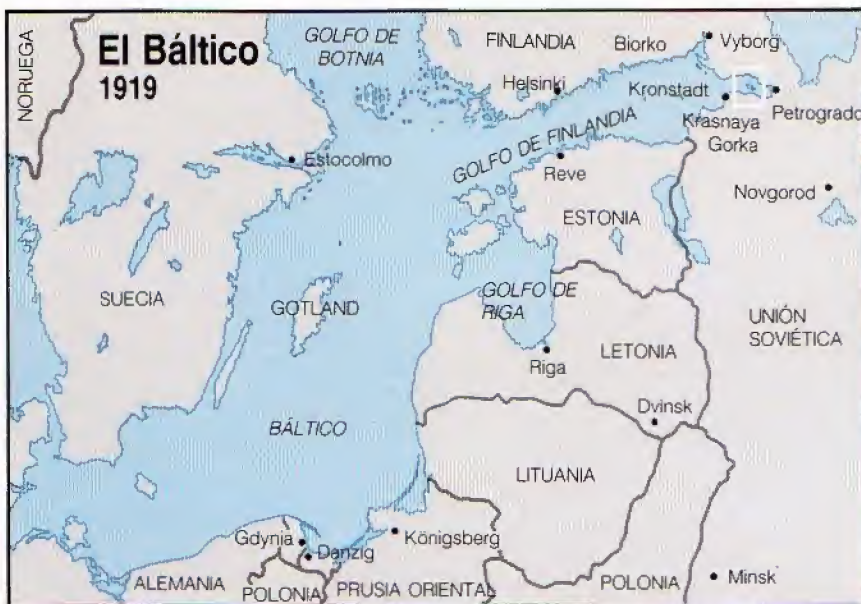 El Báltico
1919
NORUEGA
GOLFO DE
BOTNIA
FINLANDIA
Biorko
Vyborg
Helsinki
Kronstadt
Petrogrado
Krasnaya
Gorka
GOLFO DE FINLANDIA
Estocolmo
Reve
Novgorod
ESTONIA
SUECIA
GOTLAND
GOLFO DE
RIGA
UNIÓN
SOVIÉTICA
LETONIA
Riga
Dvinsk
BÁLTICO
LITUANIA
Gdynia
Danzig
Königsberg
ALEMANIA
POLONIA
PRUSIA ORIENTAL
POLONIA
Minsk